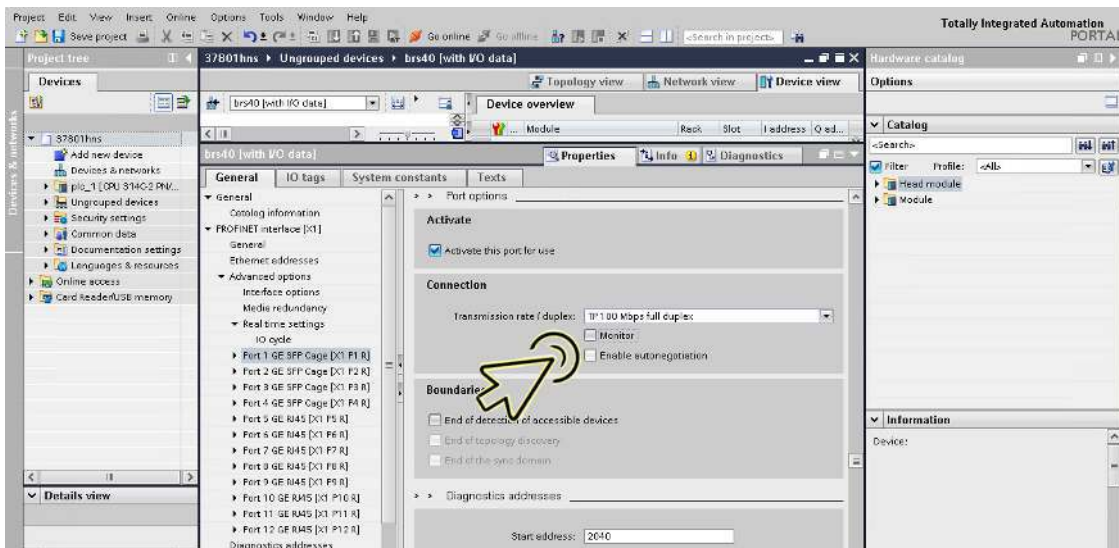 Project Edit View Insert Online Options Tools Window Help
Totally Integrated Automation
PORTAL
Save project
Go online
Go offline
<Search in project>
Project tree
37801hns Ungrouped devices brs40 [with I/O data]
Hardware catalog
Devices
Topology view
Network view
Device view
Options
brs40 [with I/O data]
Device overview
... Module Rack Slot I address Q ad...
Catalog
<Search>
Filter Profile: <All>
Head module
Module
Devices & networks
37801hns
Add new device
Devices & networks
plc_1 [CPU 314C-2 PN/...
Ungrouped devices
Security settings
Common data
Documentation settings
Languages & resources
Online access
Card Reader/USB memory
brs40 [with I/O data]
Properties
Info
Diagnostics
General
IO tags
System constants
Texts
General
Catalog information
PROFINET interface [X1]
General
Ethernet addresses
Advanced options
Interface options
Media redundancy
Real time settings
IO cycle
Port 1 GE SFP Cage [X1 P1 R]
Port 2 GE SFP Cage [X1 P2 R]
Port 3 GE SFP Cage [X1 P3 R]
Port 4 GE SFP Cage [X1 P4 R]
Port 5 GE RJ45 [X1 P5 R]
Port 6 GE RJ45 [X1 P6 R]
Port 7 GE RJ45 [X1 P7 R]
Port 8 GE RJ45 [X1 P8 R]
Port 9 GE RJ45 [X1 P9 R]
Port 10 GE RJ45 [X1 P10 R]
Port 11 GE RJ45 [X1 P11 R]
Port 12 GE RJ45 [X1 P12 R]
Diagnostics addresses
> > Port options
Activate
Activate this port for use
Connection
Transmission rate / duplex: TP 100 Mbps full duplex
Monitor
Enable autonegotiation
Boundaries
End of detection of accessible devices
End of topology discovery
End of the sync domain
> > Diagnostics addresses
Start address: 2040
Information
Device:
Details view